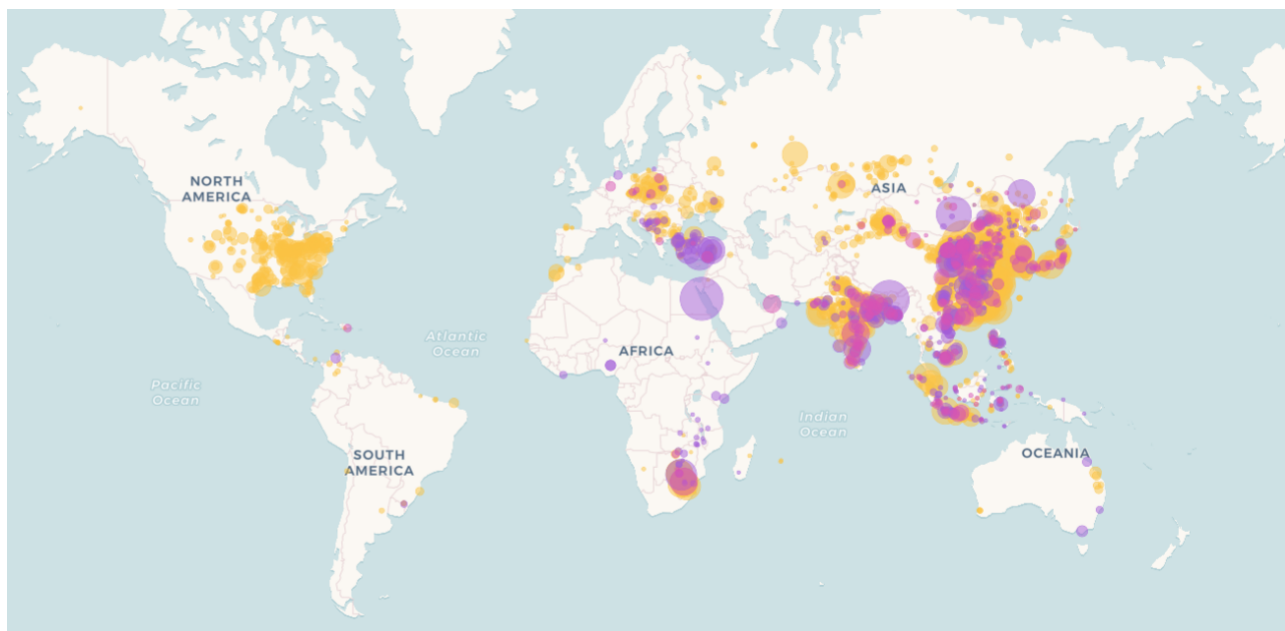 NORTH
AMERICA
ASIA
Atlantic
Ocean
AFRICA
Pacific
Ocean
Indian
Ocean
SOUTH
AMERICA
OCEANIA